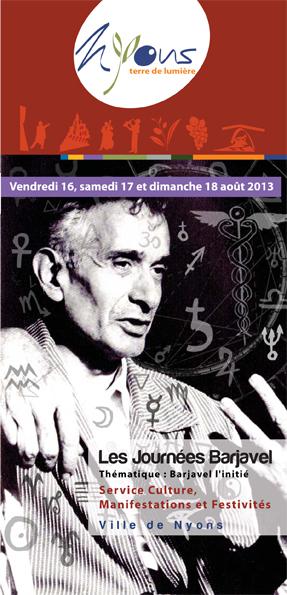 Nyons
terre de lumière
Vendredi 16, samedi 17 et dimanche 18 août 2013
Les Journées Barjavel
Thématique : Barjavel l'initié
Service Culture,
Manifestations et Festivités
Ville de Nyons